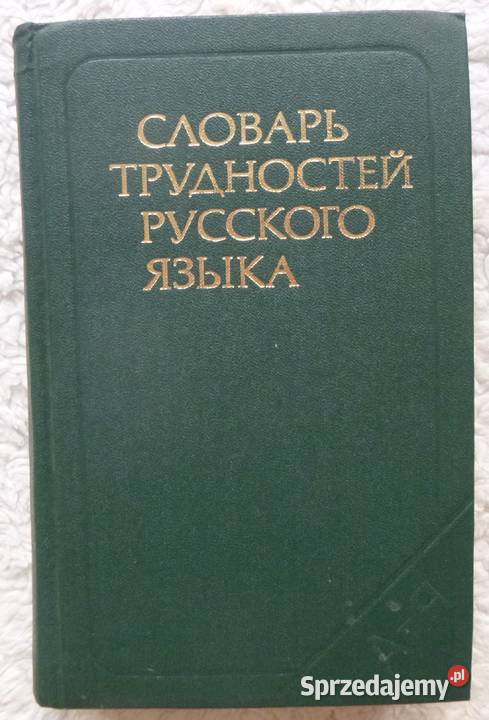 СЛОВАРЬ
ТРУДНОСТЕЙ
РУССКОГО
ЯЗЫКА
А-Я
Sprzedajemy.pl